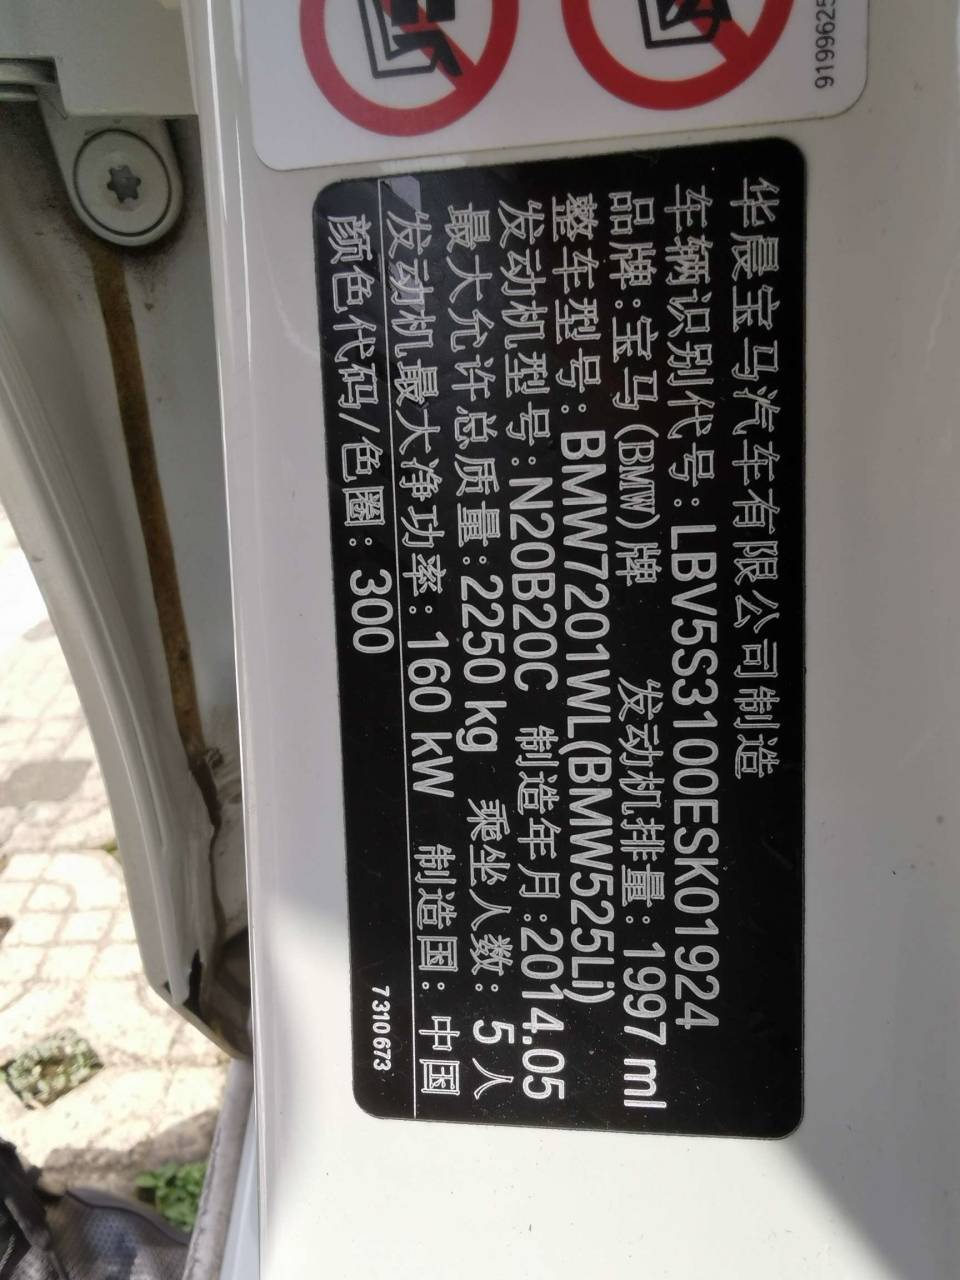 9199625
华晨宝马汽车有限公司制造
车辆识别代号:LBV5S3100ESK01924
品牌:宝马(BMW)牌 发动机排量:1997 ml
整车型号:BMW7201WL(BMW525Li)
发动机型号:N20B20C 制造年月:2014.05
最大允许总质量:2250 kg 乘坐人数: 5 人
发动机最大净功率:160 kW 制造国: 中国
颜色代码/色圈: 300
7 310 673